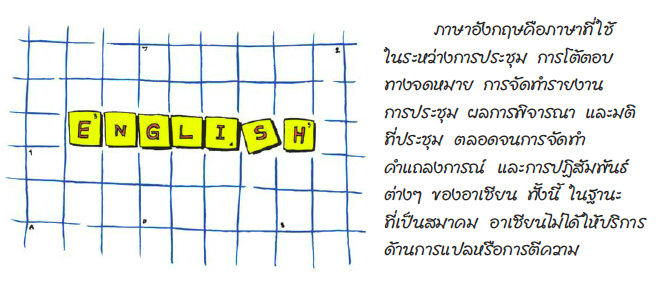 ENGLISH
ภาษาอังกฤษคือภาษาที่ใช้
ในระหว่างการประชุม การโต้ตอบ
ทางจดหมาย การจัดทำรายงาน
การประชุม ผลการพิจารณา และมติ
ที่ประชุม ตลอดจนการจัดทำ
คำแถลงการณ์ และการปฏิสัมพันธ์
ต่างๆ ของอาเซียน ทั้งนี้ ในฐานะ
ที่เป็นสมาคม อาเซียนไม่ได้ให้บริการ
ด้านการแปลหรือการตีความ